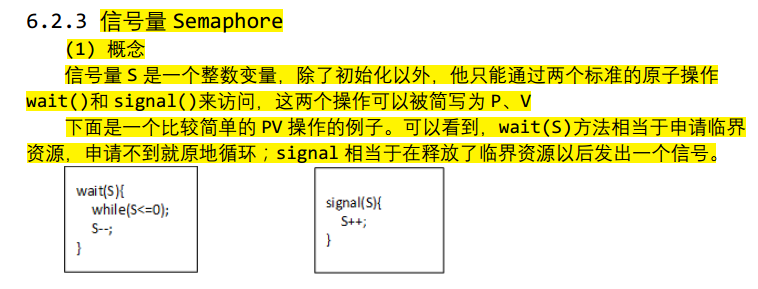 6.2.3 信号量 Semaphore
(1) 概念
信号量 S 是一个整数变量，除了初始化以外，他只能通过两个标准的原子操作
wait()和 signal()来访问，这两个操作可以被简写为 P、V
下面是一个比较简单的 PV 操作的例子。可以看到，wait(S)方法相当于申请临界
资源，申请不到就原地循环；signal 相当于在释放了临界资源以后发出一个信号。
wait(S){
while(S<=0);
S--;
}
signal(S){
S++;
}